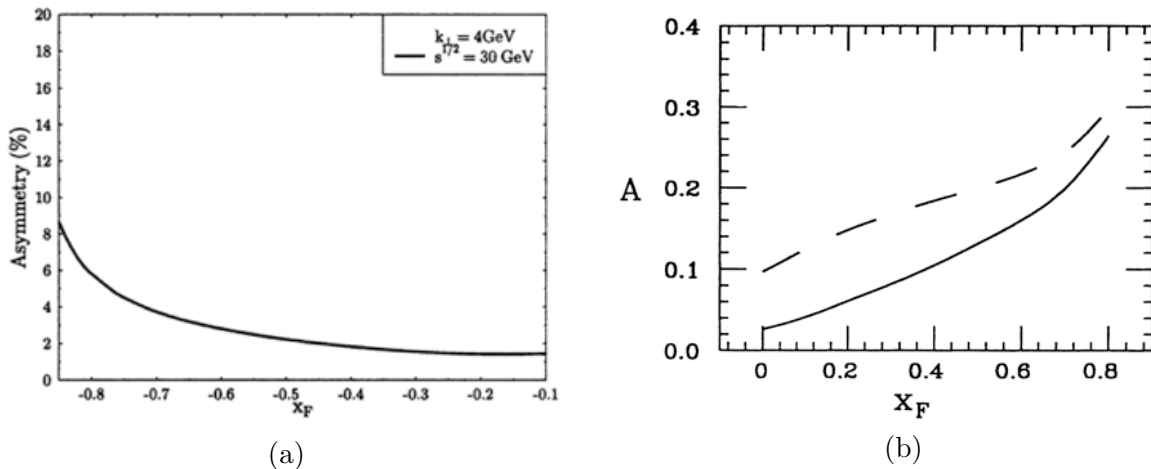 20
18
16
14
12
10
8
6
4
2
0
Asymmetry (%)
k⊥ = 4GeV
s^{1/2} = 30 GeV
-0.8 -0.7 -0.6 -0.5 -0.4 -0.3 -0.2 -0.1
x_F
(a)
0.4
0.3
0.2
0.1
0.0
A
0 0.2 0.4 0.6 0.8
X_F
(b)